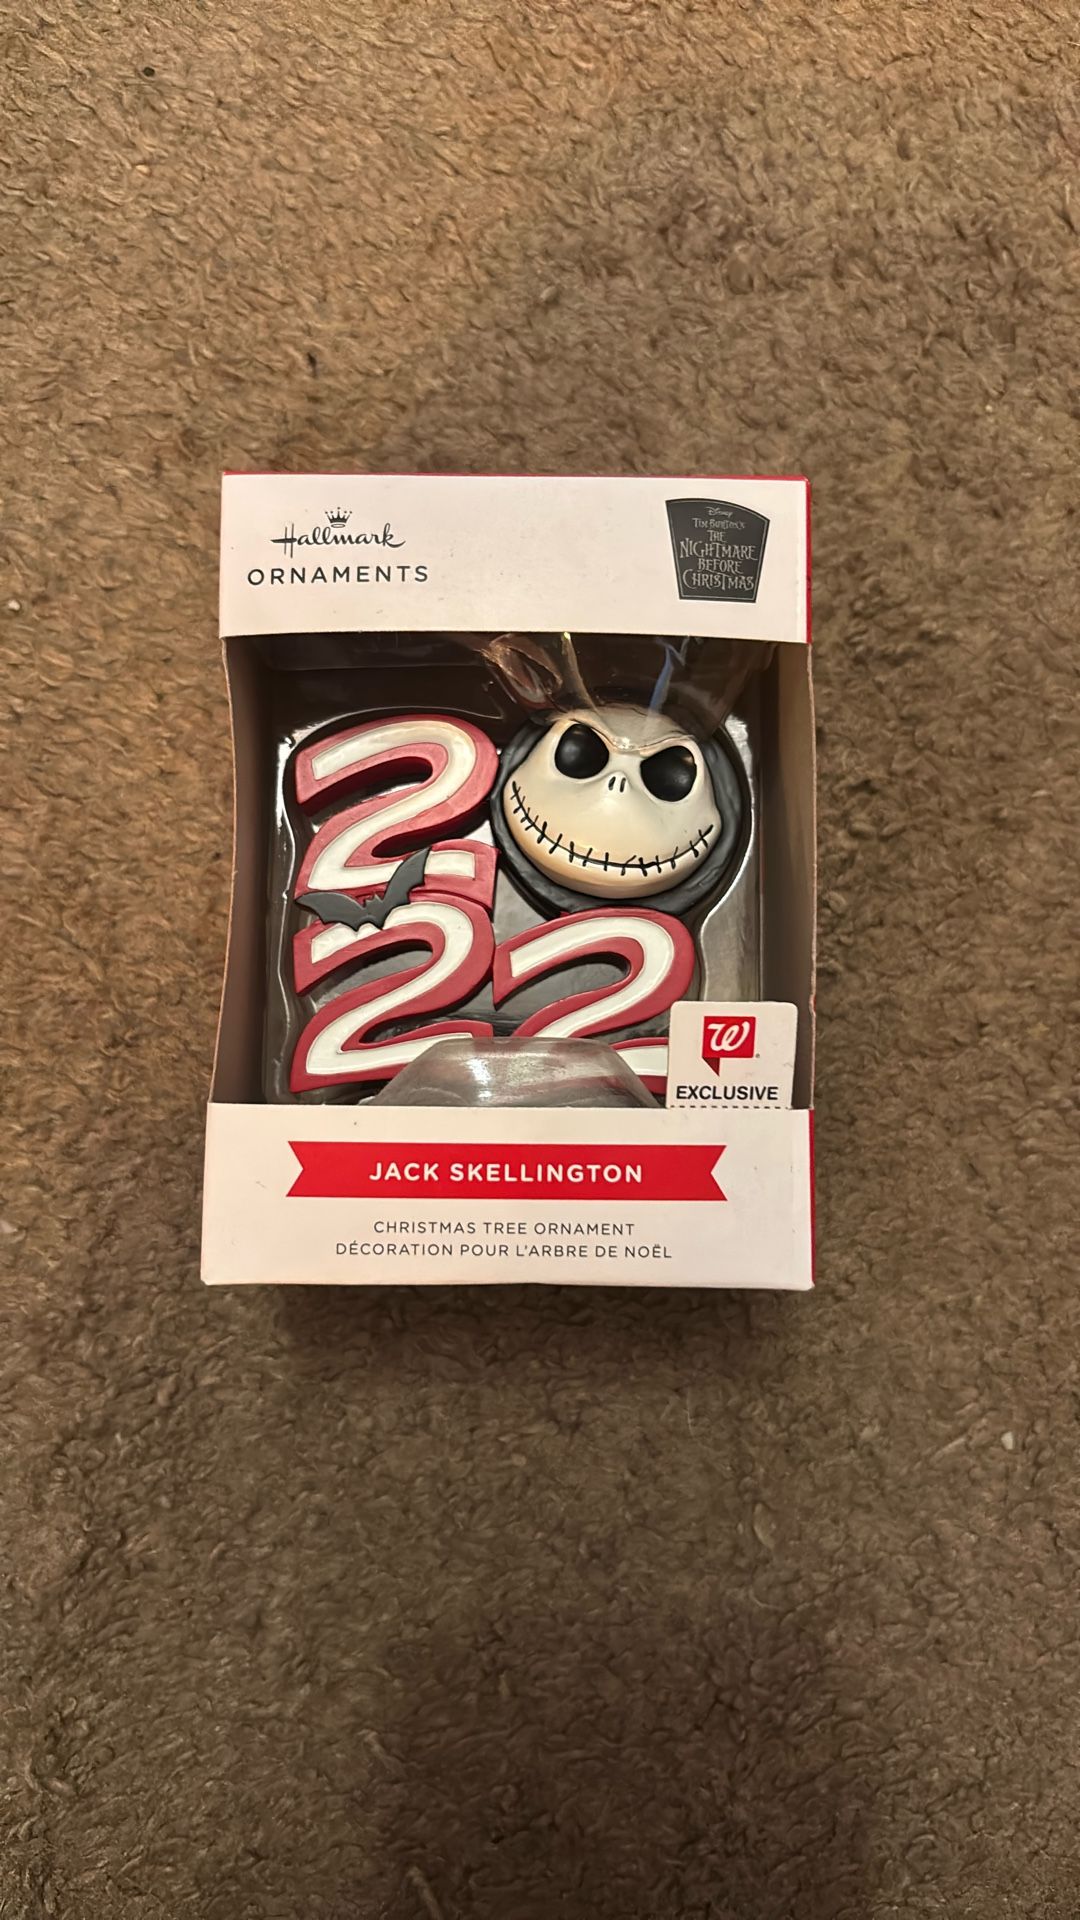 Hallmark
ORNAMENTS
Disney
TIM BURTON'S
THE
NIGHTMARE
BEFORE
CHRISTMAS
2
22
W
EXCLUSIVE
JACK SKELLINGTON
CHRISTMAS TREE ORNAMENT
DÉCORATION POUR L'ARBRE DE NOËL